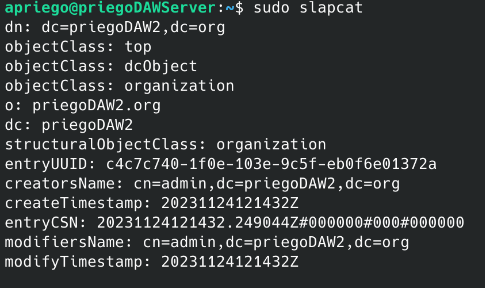 apriego@priegoDAWServer:~$ sudo slapcat
dn: dc=priegoDAW2,dc=org
objectClass: top
objectClass: dcObject
objectClass: organization
o: priegoDAW2.org
dc: priegoDAW2
structuralObjectClass: organization
entryUUID: c4c7c740-1f0e-103e-9c5f-eb0f6e01372a
creatorsName: cn=admin,dc=priegoDAW2,dc=org
createTimestamp: 20231124121432Z
entryCSN: 20231124121432.249044Z#000000#000#000000
modifiersName: cn=admin,dc=priegoDAW2,dc=org
modifyTimestamp: 20231124121432Z